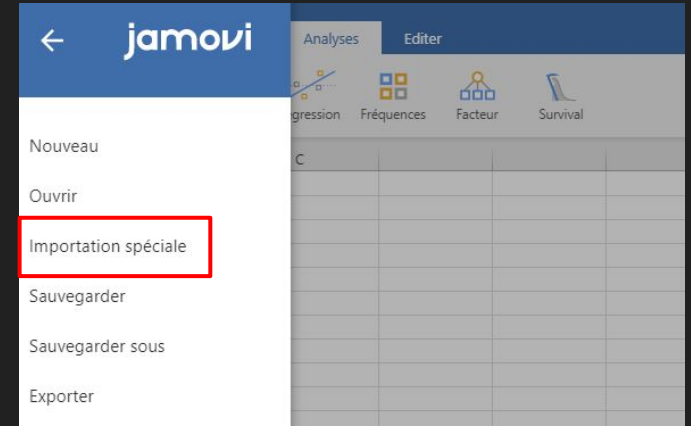 jamovi
Analyses Editer
gression Fréquences Facteur Survival
C
Nouveau
Ouvrir
Importation spéciale
Sauvegarder
Sauvegarder sous
Exporter